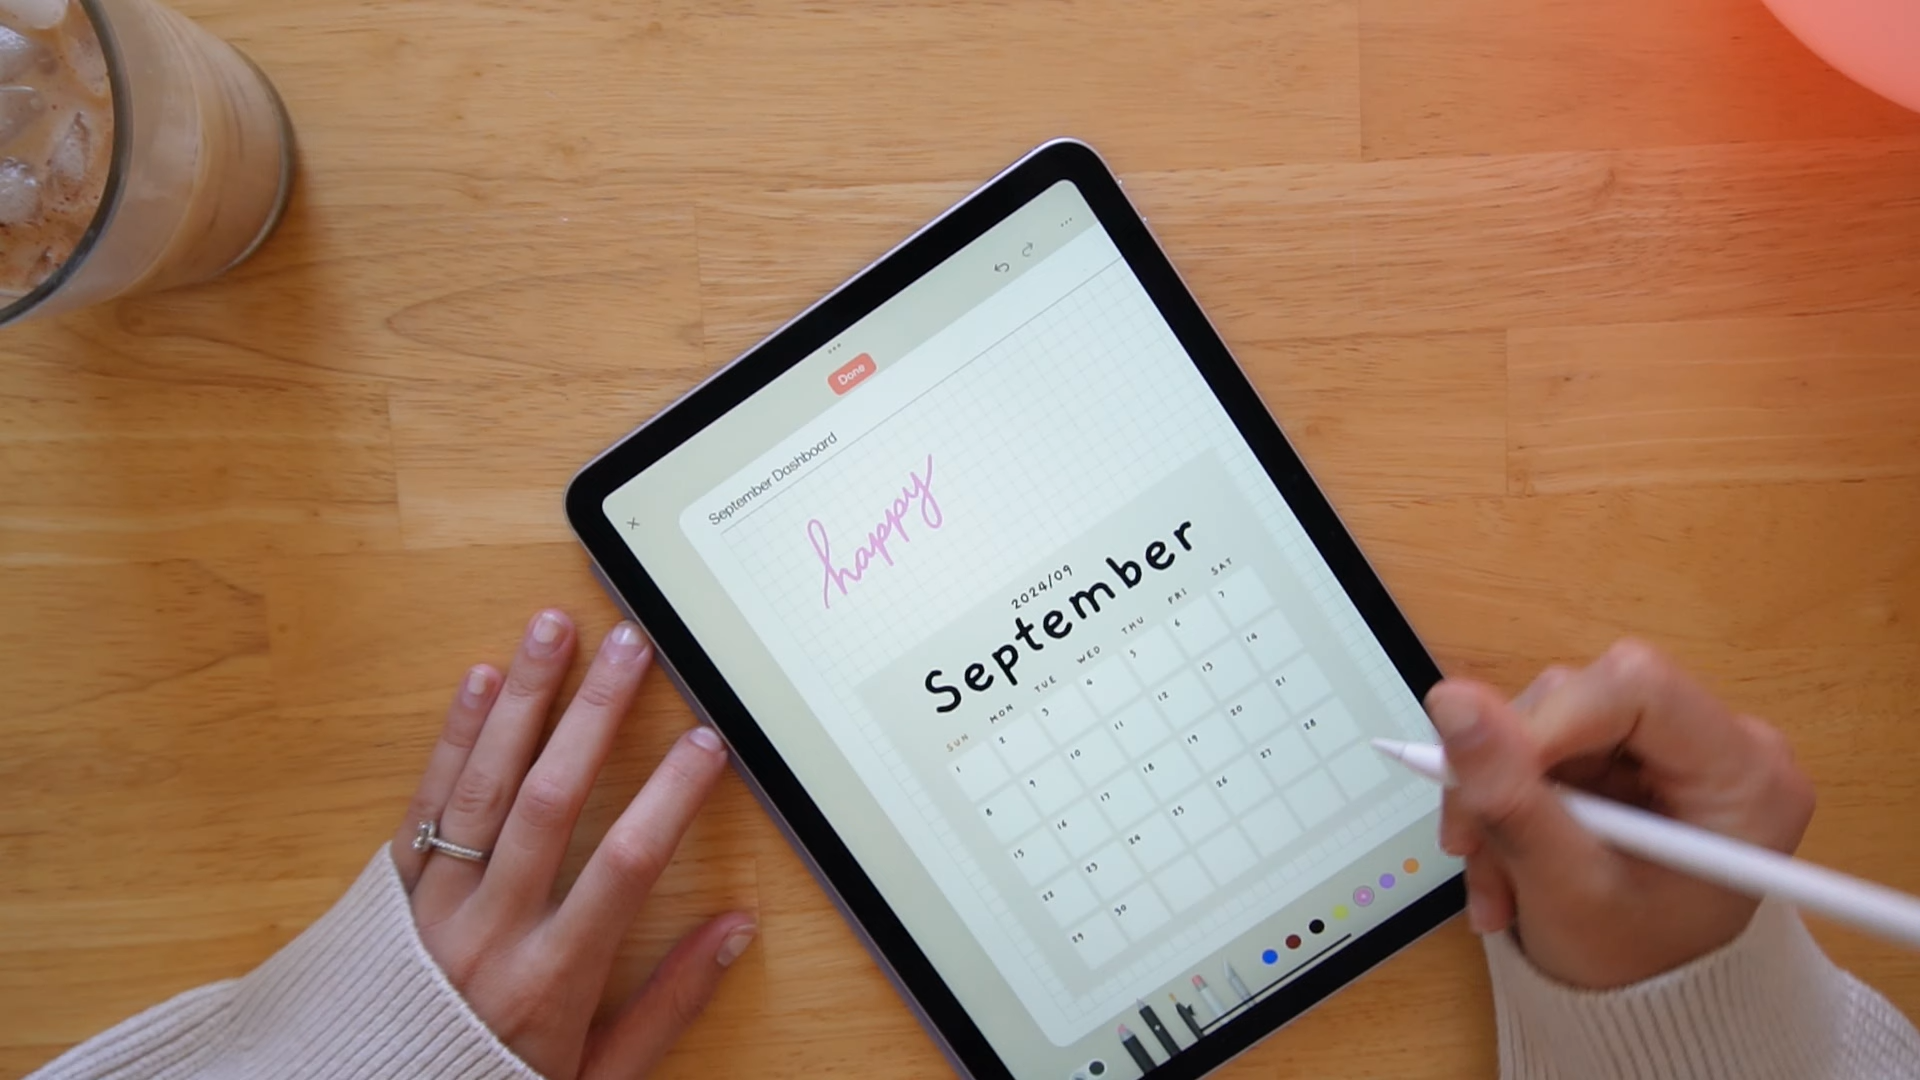 Done
September Dashboard
happy
2024/09
September
SUN MON TUE WED THU FRI SAT
1 2 3 4 5 6 7
8 9 10 11 12 13 14
15 16 17 18 19 20 21
22 23 24 25 26 27 28
29 30